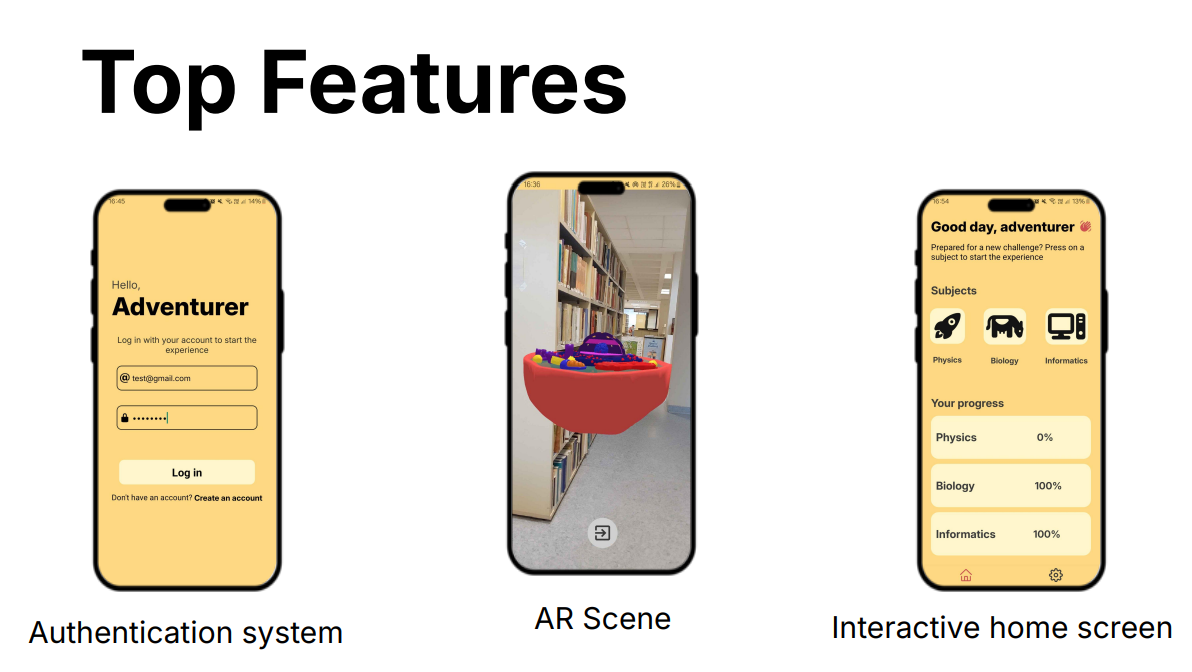 Top Features
16:45
14%
Hello,
Adventurer
Log in with your account to start the
experience
test@gmail.com
Log in
Don't have an account? Create an account
Authentication system
16:36
26%
AR Scene
16:54
13%
Good day, adventurer
Prepared for a new challenge? Press on a
subject to start the experience
Subjects
Physics
Biology
Informatics
Your progress
Physics 0%
Biology 100%
Informatics 100%
Interactive home screen